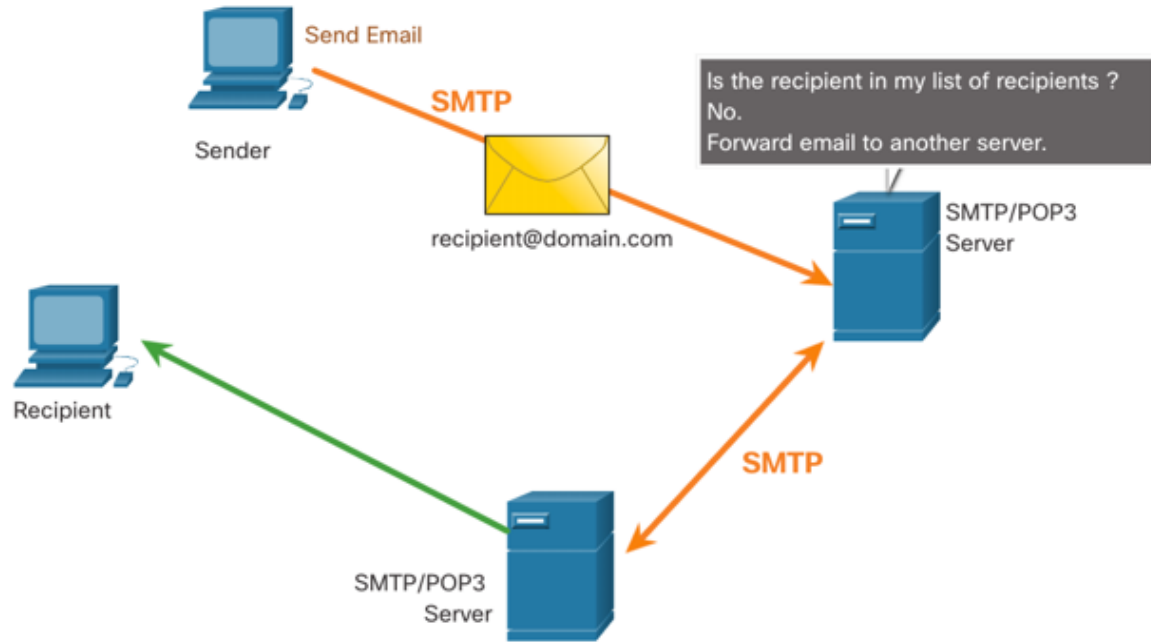 Send Email
SMTP
Sender
recipient@domain.com
Is the recipient in my list of recipients ?
No.
Forward email to another server.
SMTP/POP3
Server
Recipient
SMTP
SMTP/POP3
Server